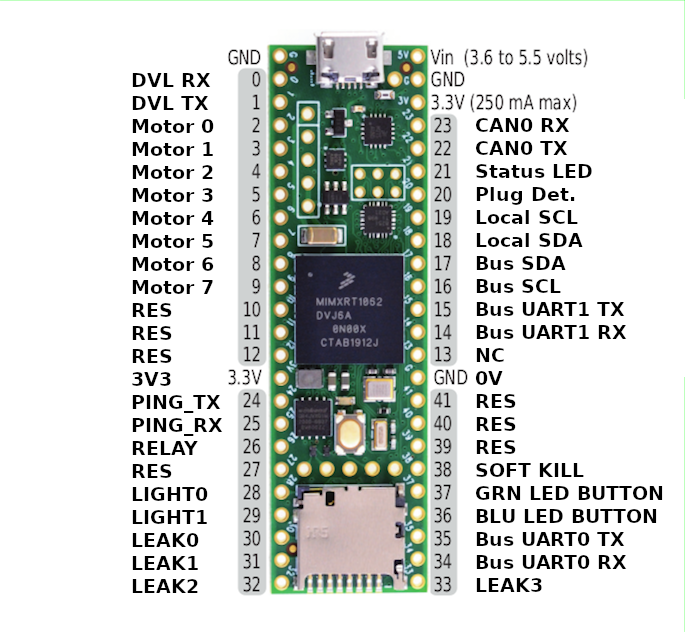 GND Vin (3.6 to 5.5 volts)
DVL RX 0 GND
DVL TX 1 3.3V (250 mA max)
Motor 0 2 23 CAN0 RX
Motor 1 3 22 CAN0 TX
Motor 2 4 21 Status LED
Motor 3 5 20 Plug Det.
Motor 4 6 19 Local SCL
Motor 5 7 18 Local SDA
Motor 6 8 17 Bus SDA
Motor 7 9 16 Bus SCL
RES 10 15 Bus UART1 TX
RES 11 14 Bus UART1 RX
RES 12 13 NC
3V3 3.3V GND 0V
PING_TX 24 41 RES
PING_RX 25 40 RES
RELAY 26 39 RES
RES 27 38 SOFT KILL
LIGHT0 28 37 GRN LED BUTTON
LIGHT1 29 36 BLU LED BUTTON
LEAK0 30 35 Bus UART0 TX
LEAK1 31 34 Bus UART0 RX
LEAK2 32 33 LEAK3
5V
3V
MIMXRT1062
DVJ6A
0N00X
CTAB1912J